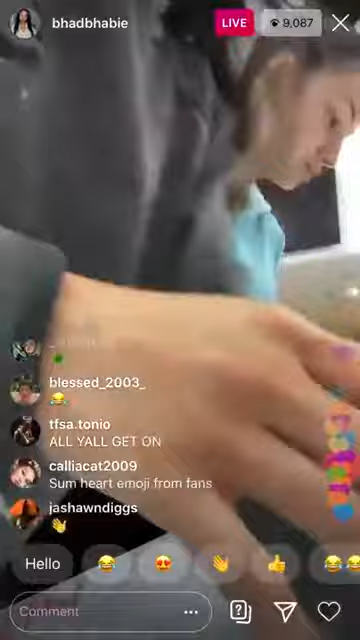 bhadbhabie
LIVE
9,087
blessed_2003_
😂
tfsa.tonio
ALL YALL GET ON
calliacat2009
Sum heart emoji from fans
jashawndiggs
👋
Hello 😂 😍 👏 👍 😂😂
Comment